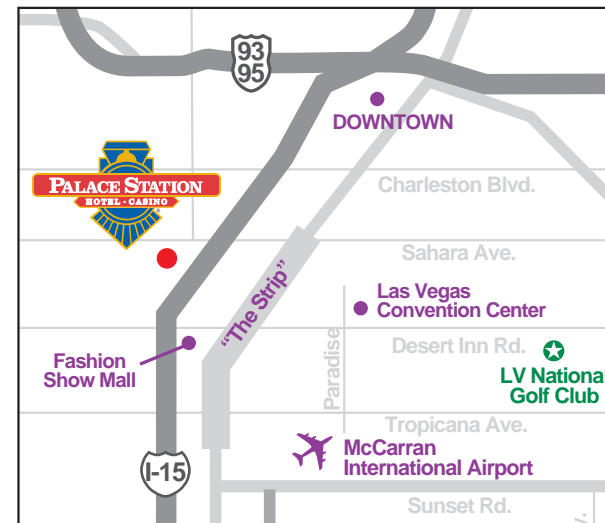 93
95
DOWNTOWN
PALACE STATION
HOTEL - CASINO
®
Charleston Blvd.
Sahara Ave.
"The Strip"
Las Vegas
Convention Center
Paradise
Desert Inn Rd.
Fashion
Show Mall
LV National
Golf Club
Tropicana Ave.
McCarran
International Airport
I-15
Sunset Rd.